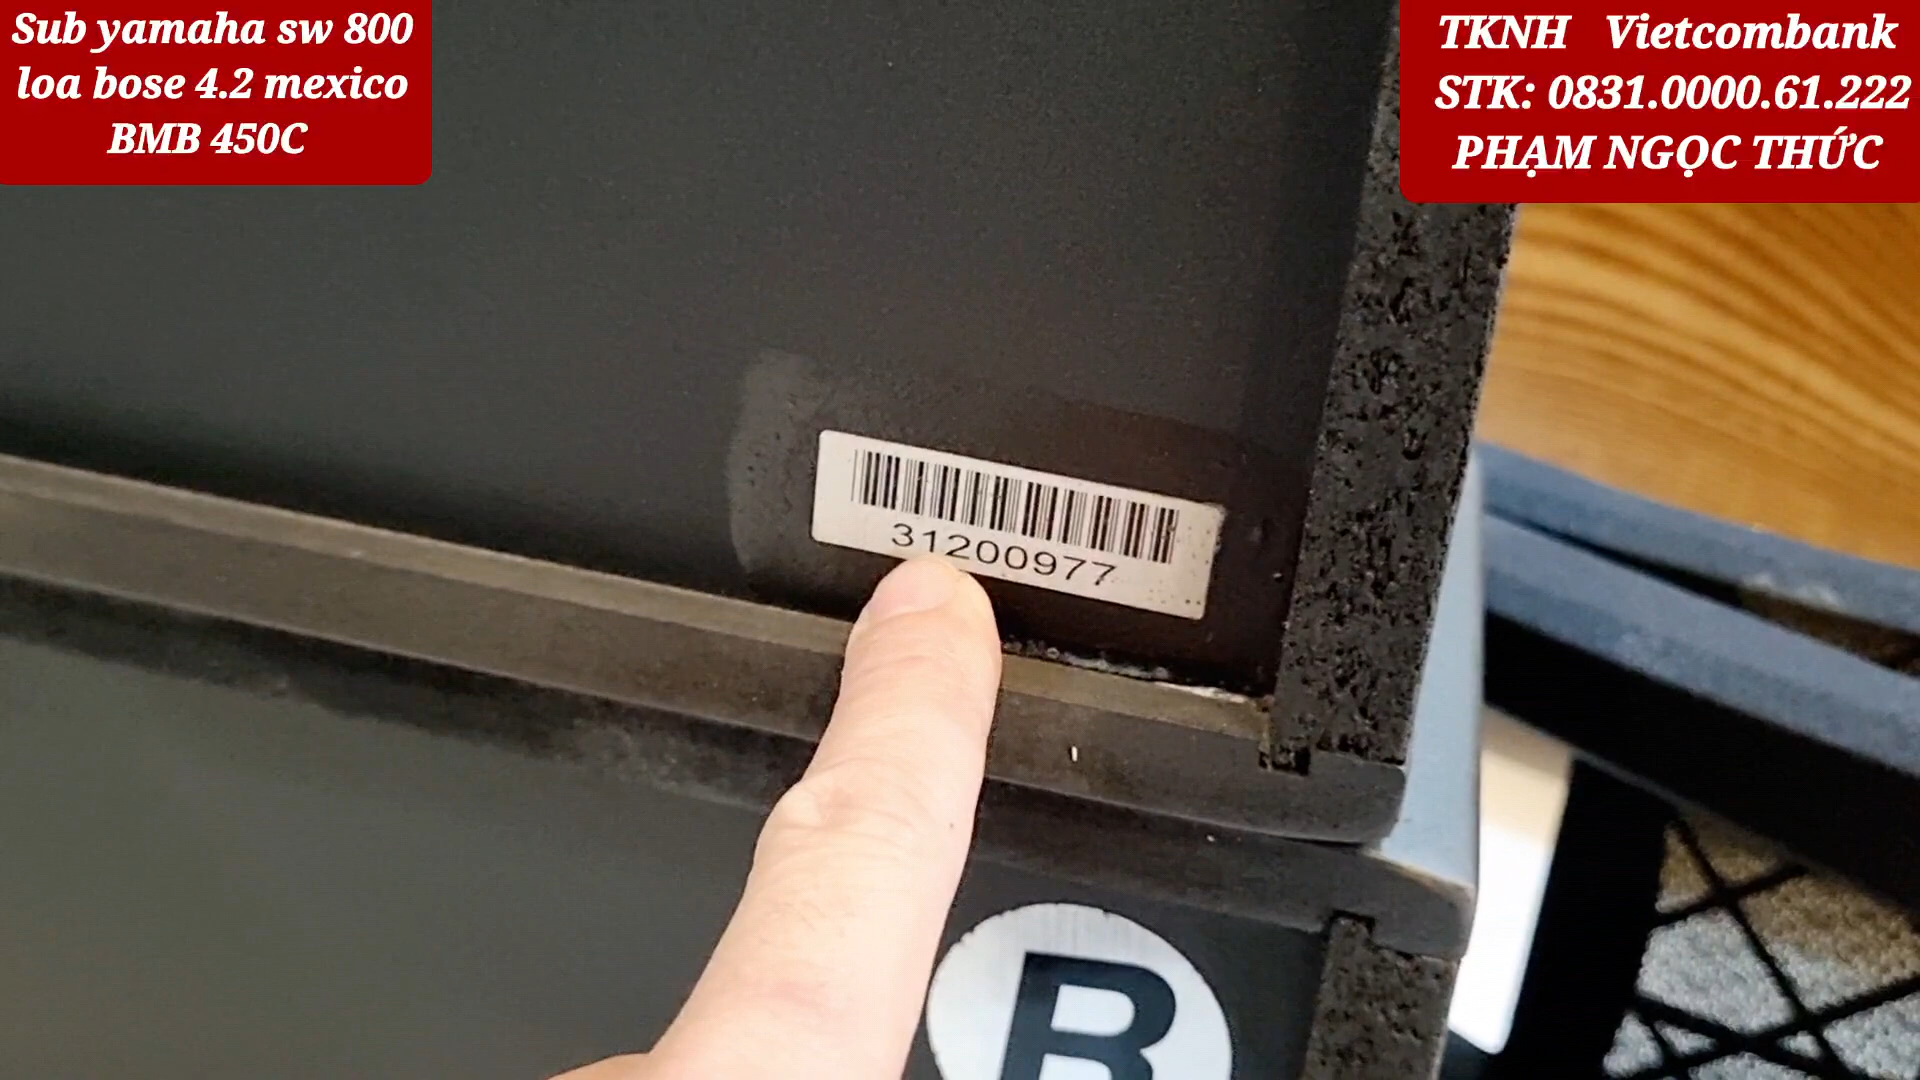 Sub yamaha sw 800
loa bose 4.2 mexico
BMB 450C
TKNH Vietcombank
STK: 0831.0000.61.222
PHẠM NGỌC THỨC
31200977
R